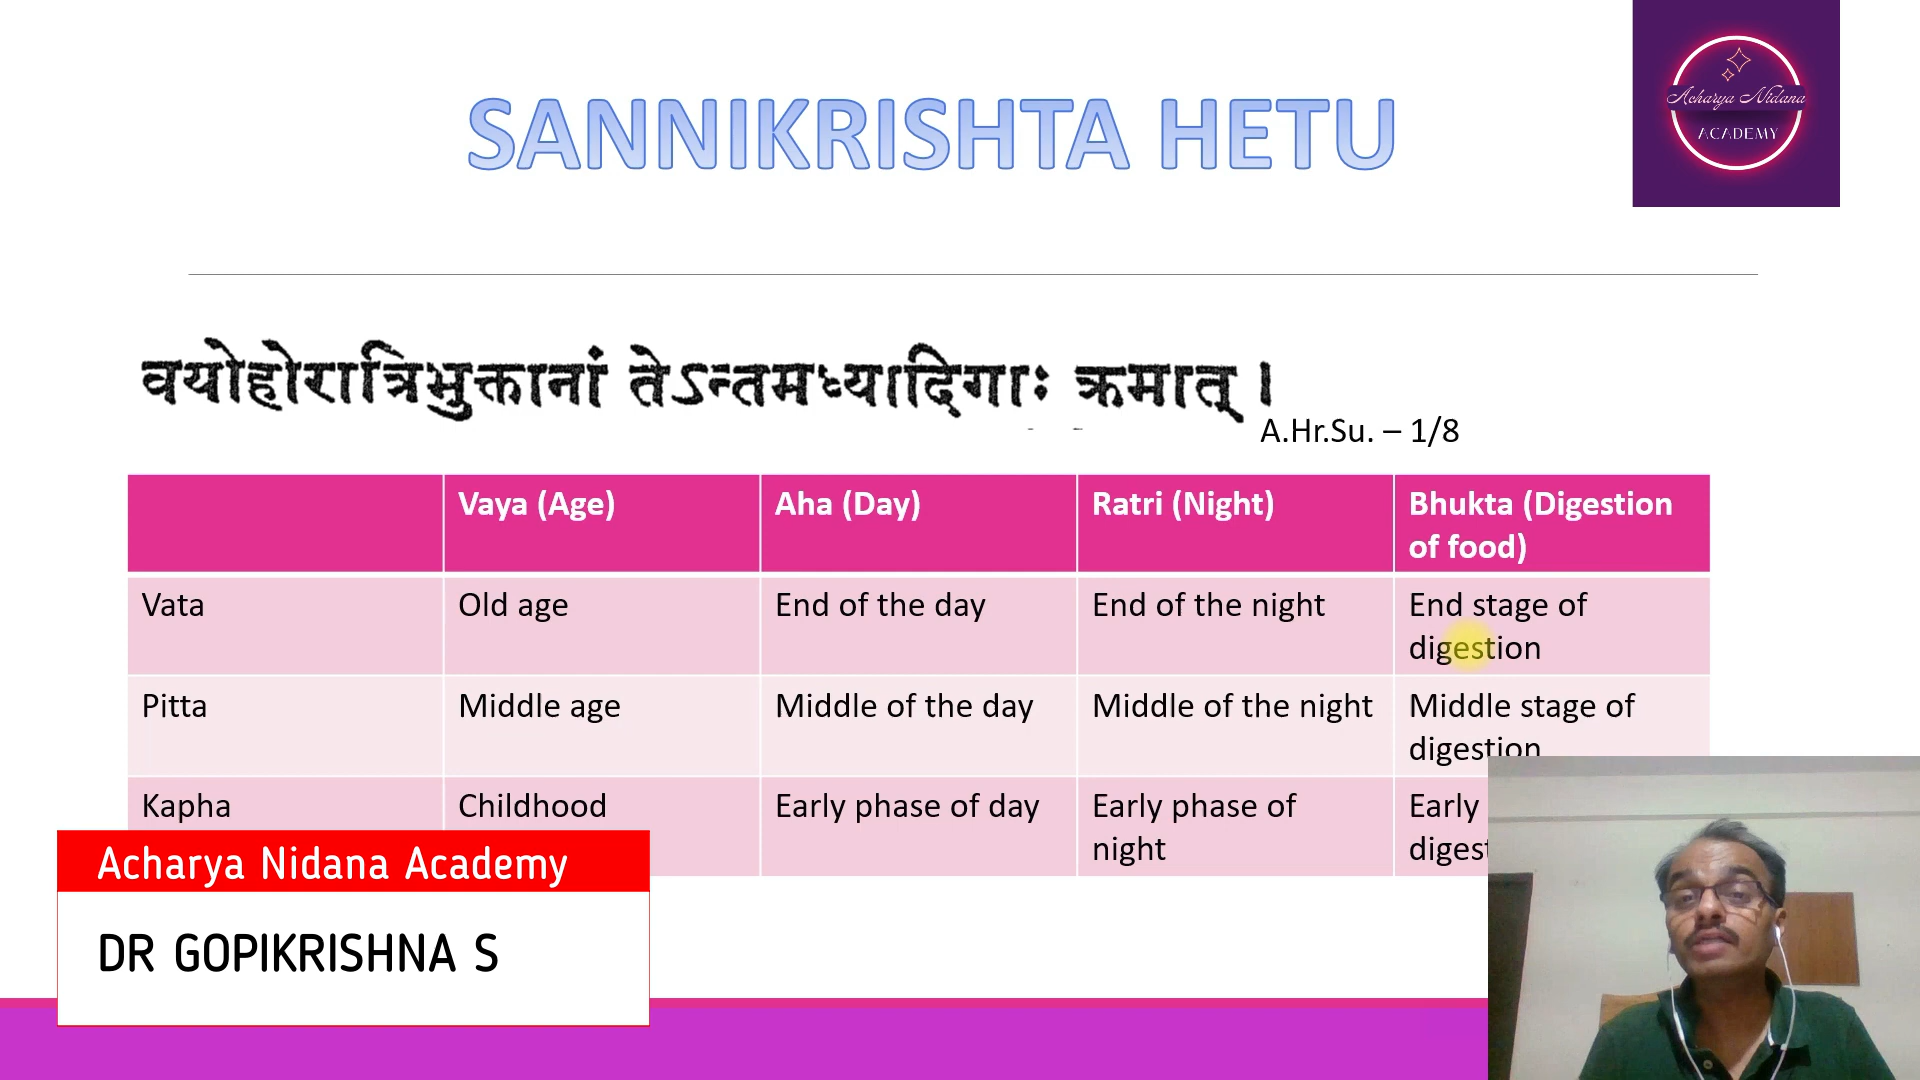 SANNIKRISHTA HETU
Acharya Nidana
ACADEMY
वयोहोरात्रिभुक्तानां तेऽन्तमध्यादिगाः क्रमात् ।
A.Hr.Su. – 1/8
Vaya (Age)
Aha (Day)
Ratri (Night)
Bhukta (Digestion
of food)
Vata
Old age
End of the day
End of the night
End stage of
digestion
Pitta
Middle age
Middle of the day
Middle of the night
Middle stage of
digestion
Kapha
Childhood
Early phase of day
Early phase of
night
Early
Acharya Nidana Academy
DR GOPIKRISHNA S